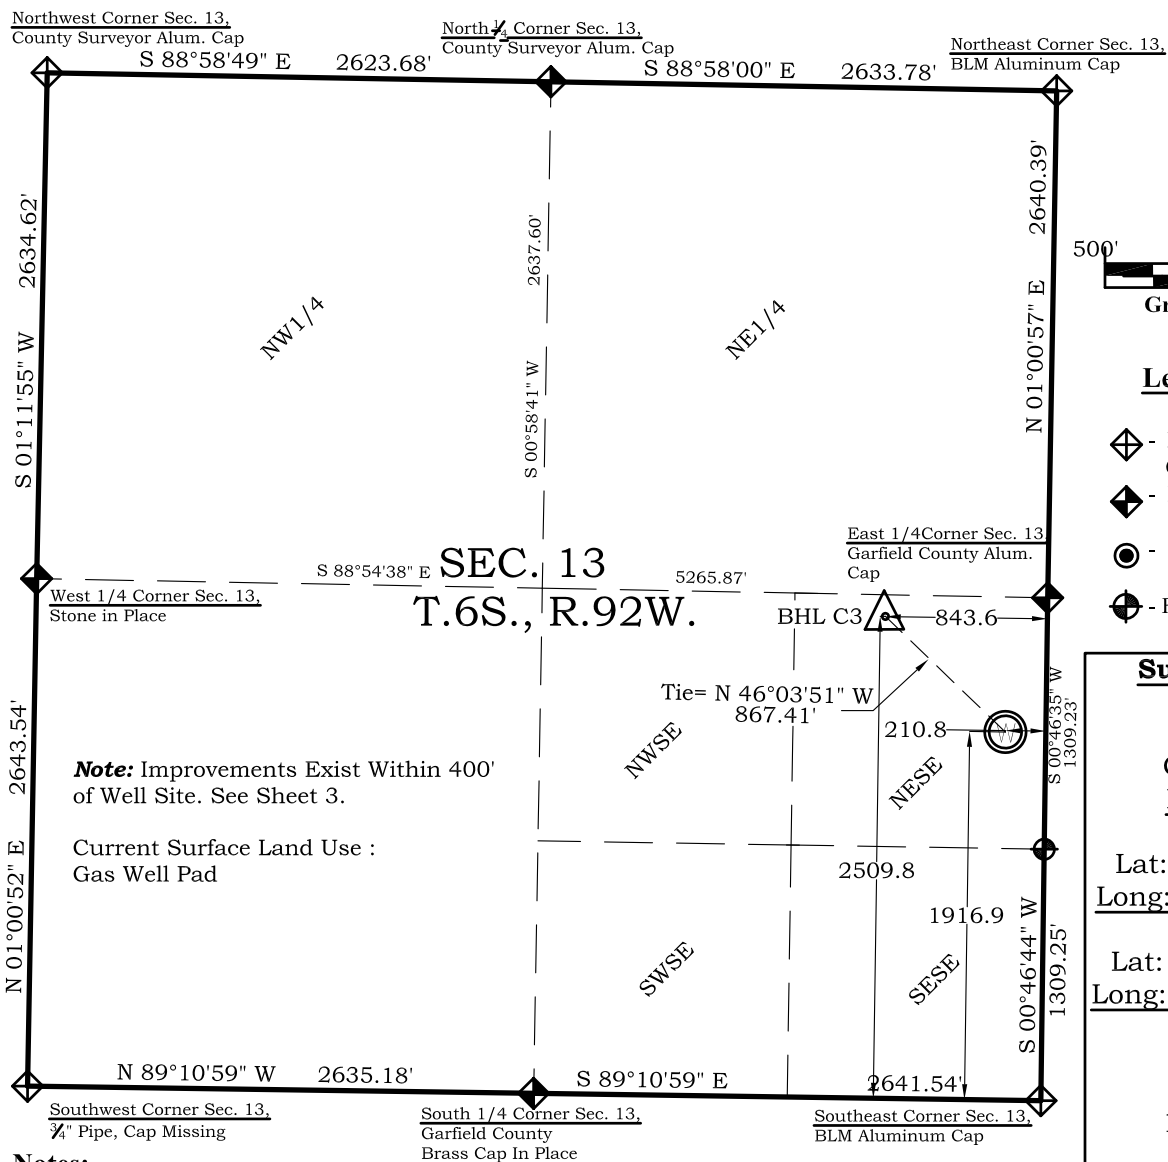 Northwest Corner Sec. 13,
County Surveyor Alum. Cap
North 1/4 Corner Sec. 13,
County Surveyor Alum. Cap
Northeast Corner Sec. 13,
BLM Aluminum Cap
S 88°58'49" E 2623.68'
S 88°58'00" E 2633.78'
2634.62'
S 01°11'55" W
2637.60'
S 00°58'41" W
2640.39'
N 01°00'57" E
NW1/4
NE1/4
500'
East 1/4Corner Sec. 13,
Garfield County Alum.
Cap
S 88°54'38" E
5265.87'
SEC. 13
T.6S., R.92W.
West 1/4 Corner Sec. 13,
Stone in Place
BHL C3
843.6
Tie= N 46°03'51" W
867.41'
210.8
S 00°46'35" W
1309.23'
NWSE
NESE
2643.54'
N 01°00'52" E
Note: Improvements Exist Within 400'
of Well Site. See Sheet 3.
Current Surface Land Use :
Gas Well Pad
2509.8
1916.9
Lat:
Long:
Lat:
Long:
SWSE
SESE
S 00°46'44" W
1309.25'
N 89°10'59" W 2635.18'
S 89°10'59" E 2641.54'
Southwest Corner Sec. 13,
3/4" Pipe, Cap Missing
South 1/4 Corner Sec. 13,
Garfield County
Brass Cap In Place
Southeast Corner Sec. 13,
BLM Aluminum Cap
Notes: